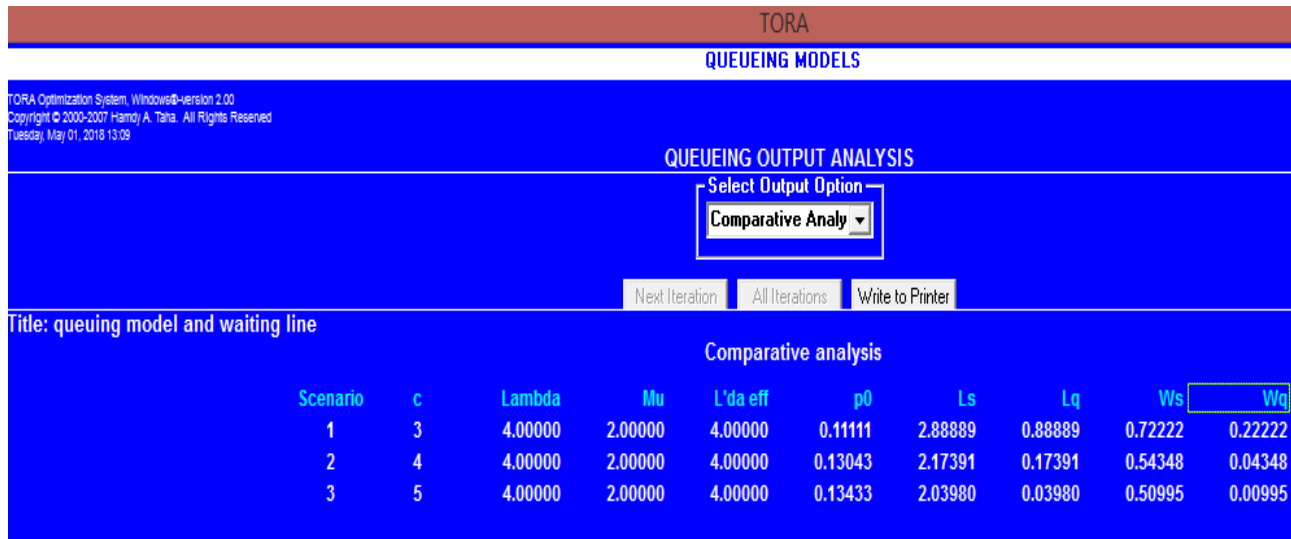 TORA
QUEUEING MODELS
TORA Optimization System, Windows®-version 2.00
Copyright © 2000-2007 Hamdy A. Taha. All Rights Reserved
Tuesday, May 01, 2018 13:09
QUEUEING OUTPUT ANALYSIS
Select Output Option
Comparative Analy
Next Iteration All Iterations Write to Printer
Title: queuing model and waiting line
Comparative analysis
Scenario c Lambda Mu L'da eff p0 Ls Lq Ws Wq
1 3 4.00000 2.00000 4.00000 0.11111 2.88889 0.88889 0.72222 0.22222
2 4 4.00000 2.00000 4.00000 0.13043 2.17391 0.17391 0.54348 0.04348
3 5 4.00000 2.00000 4.00000 0.13433 2.03980 0.03980 0.50995 0.00995